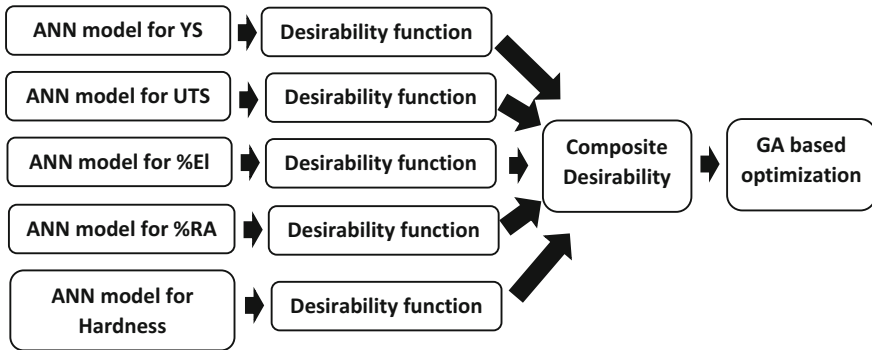 ANN model for YS
Desirability function
ANN model for UTS
Desirability function
ANN model for %El
Desirability function
ANN model for %RA
Desirability function
ANN model for
Hardness
Desirability function
Composite
Desirability
GA based
optimization